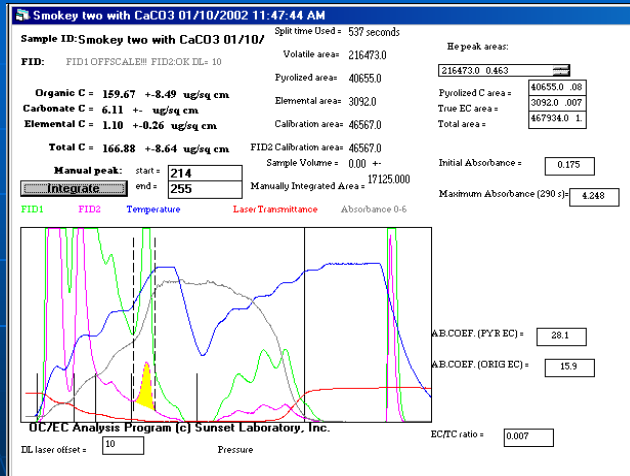 Smokey two with CaCO3 01/10/2002 11:47:44 AM
Sample ID: Smokey two with CaCO3 01/10/
Split time Used = 537 seconds
FID: FID1 OFFSCALE!!! FID2:OK DL= 10
Volatile area= 216473.0
He peak areas:
216473.0 0.463
Pyrolized area= 40655.0
Pyrolized C area = 40655.0 .08
Organic C = 159.67 +-8.49 ug/sq cm
Carbonate C = 6.11 +- ug/sq cm
Elemental C = 1.10 +-0.26 ug/sq cm
Elemental area= 3092.0
True EC area = 3092.0 .007
Total area = 467934.0 1.
Calibration area= 46567.0
Total C = 166.88 +-8.64 ug/sq cm
FID2 Calibration area= 46567.0
Sample Volume = 0.00 +-
Initial Absorbance = 0.175
Manual peak: start = 214
Integrate end = 255
Manually Integrated Area = 17125.000
Maximum Absorbance (290 s)= 4.248
FID1 FID2 Temperature Laser Transmittance Absorbance 0-6
AB.COEF. (PYR EC) = 28.1
AB.COEF. (ORIG EC) = 15.9
OC/EC Analysis Program (c) Sunset Laboratory, Inc.
EC/TC ratio = 0.007
DL laser offset = 10
Pressure